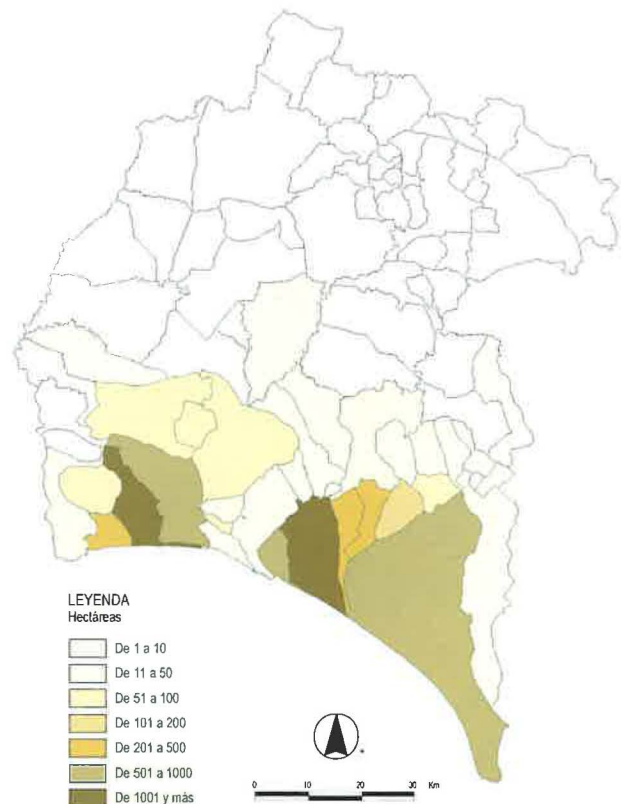 LEYENDA
Hectáreas
De 1 a 10
De 11 a 50
De 51 a 100
De 101 a 200
De 201 a 500
De 501 a 1000
De 1001 y más
0 10 20 30 Km